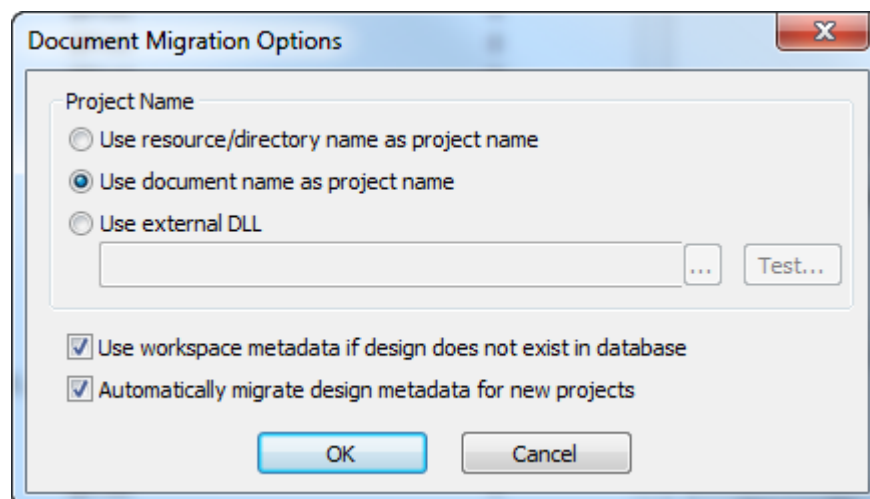 Document Migration Options
Project Name
Use resource/directory name as project name
Use document name as project name
Use external DLL
... Test...
Use workspace metadata if design does not exist in database
Automatically migrate design metadata for new projects
OK Cancel